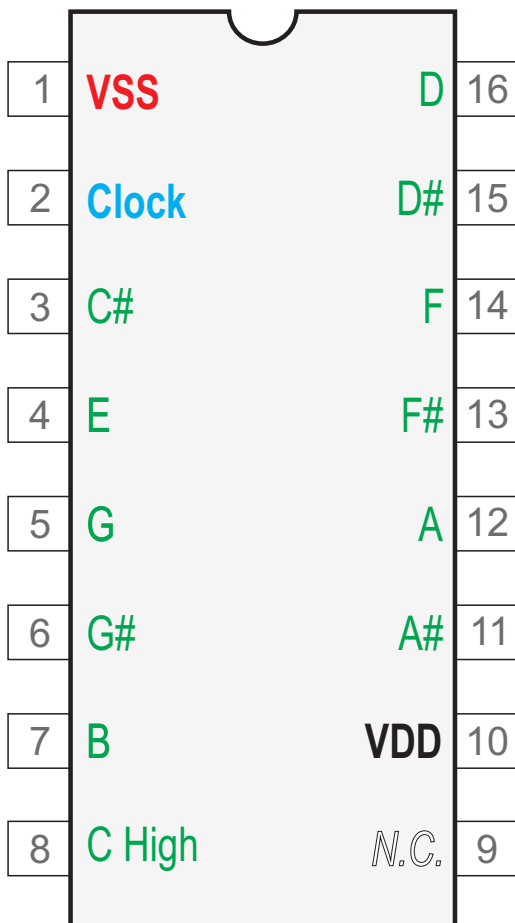 1 VSS D 16
2 Clock D# 15
3 C# F 14
4 E F# 13
5 G A 12
6 G# A# 11
7 B VDD 10
8 C High N.C. 9